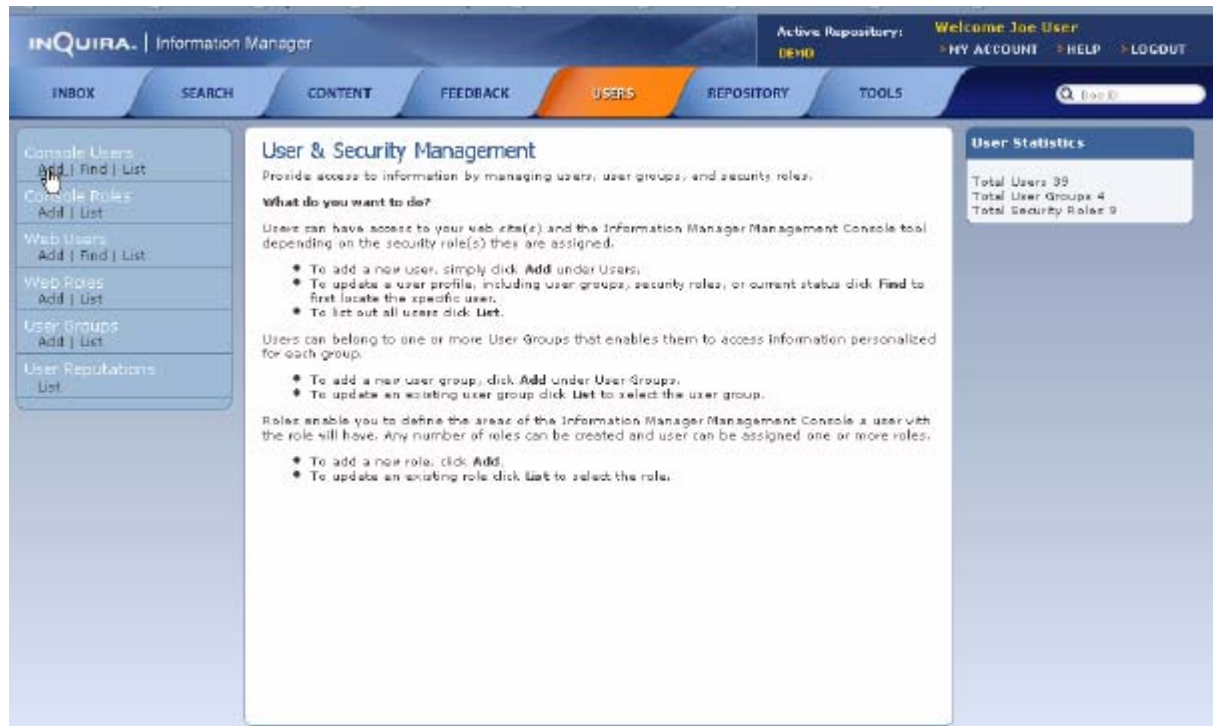 INQUIRA. | Information Manager
Active Repository:
DEMO
Welcome Joe User
MY ACCOUNT HELP LOGOUT
INBOX SEARCH CONTENT FEEDBACK USERS REPOSITORY TOOLS
Doc ID
Console Users
Add | Find | List
Console Roles
Add | List
Web Users
Add | Find | List
Web Roles
Add | List
User Groups
Add | List
User Reputations
List
User & Security Management
Provide access to information by managing users, user groups, and security roles.
What do you want to do?
Users can have access to your web site(s) and the Information Manager Management Console tool
depending on the security role(s) they are assigned.
• To add a new user, simply click Add under Users.
• To update a user profile, including user groups, security roles, or current status click Find to
first locate the specific user.
• To list out all users click List.
Users can belong to one or more User Groups that enables them to access information personalized
for each group.
• To add a new user group, click Add under User Groups.
• To update an existing user group click List to select the user group.
Roles enable you to define the areas of the Information Manager Management Console a user with
the role will have. Any number of roles can be created and user can be assigned one or more roles.
• To add a new role, click Add.
• To update an existing role click List to select the role.
User Statistics
Total Users 39
Total User Groups 4
Total Security Roles 9